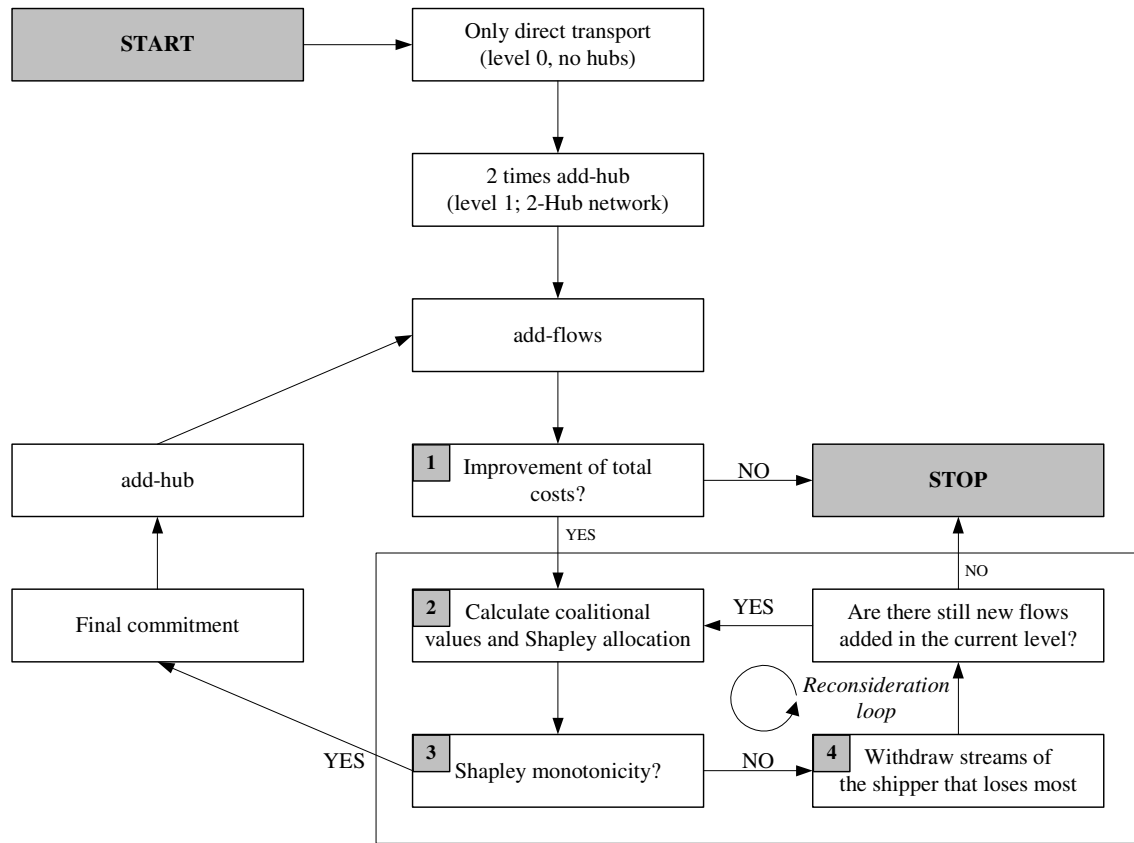 START
Only direct transport
(level 0, no hubs)
2 times add-hub
(level 1; 2-Hub network)
add-flows
add-hub
1
Improvement of total
costs?
NO
STOP
YES
NO
Final commitment
2
Calculate coalitional
values and Shapley allocation
YES
Are there still new flows
added in the current level?
Reconsideration
loop
YES
3
Shapley monotonicity?
NO
4
Withdraw streams of
the shipper that loses most